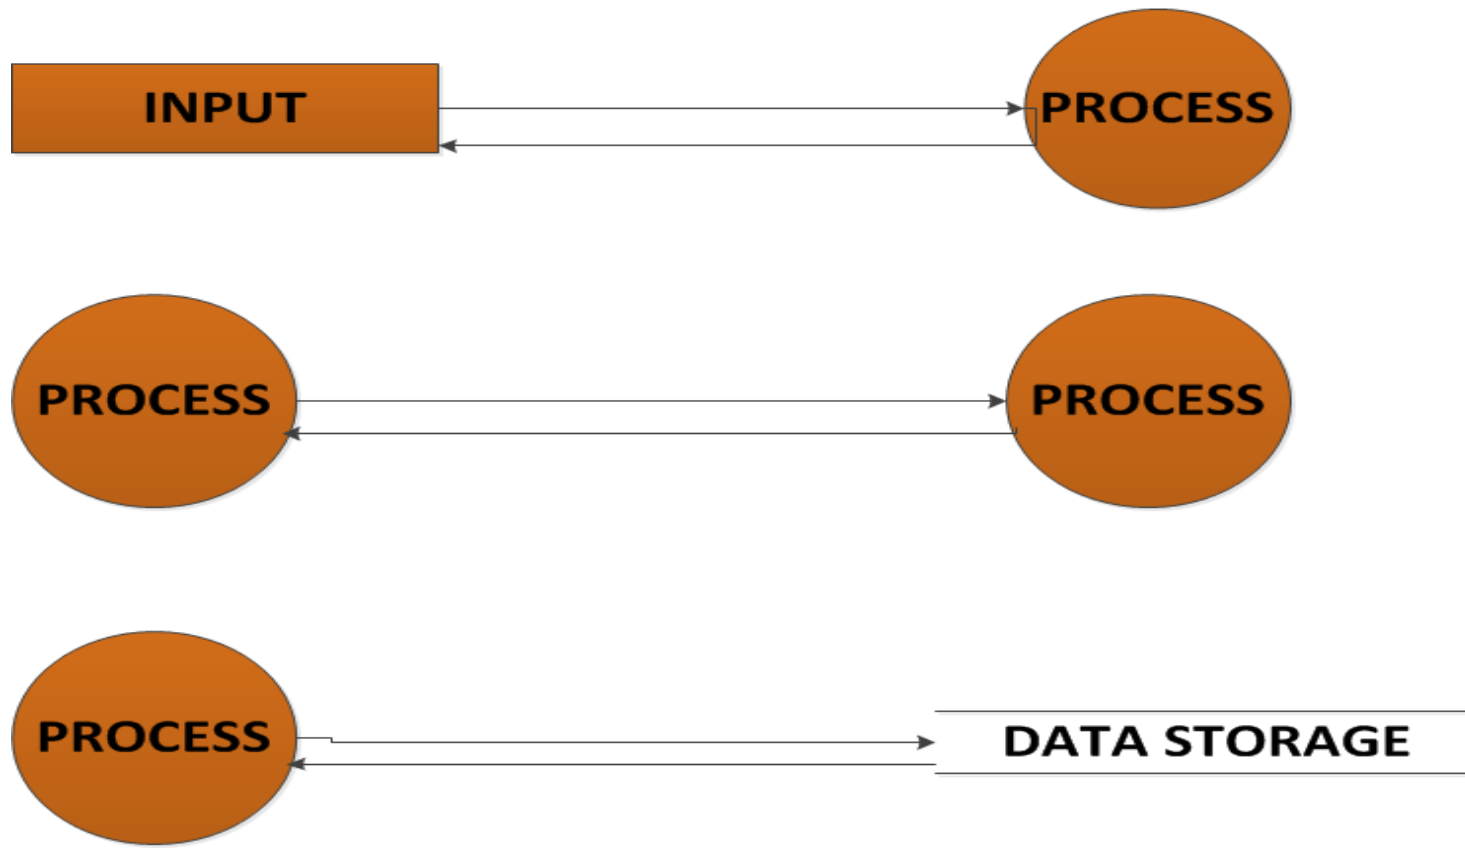 INPUT
PROCESS
PROCESS
PROCESS
PROCESS
DATA STORAGE